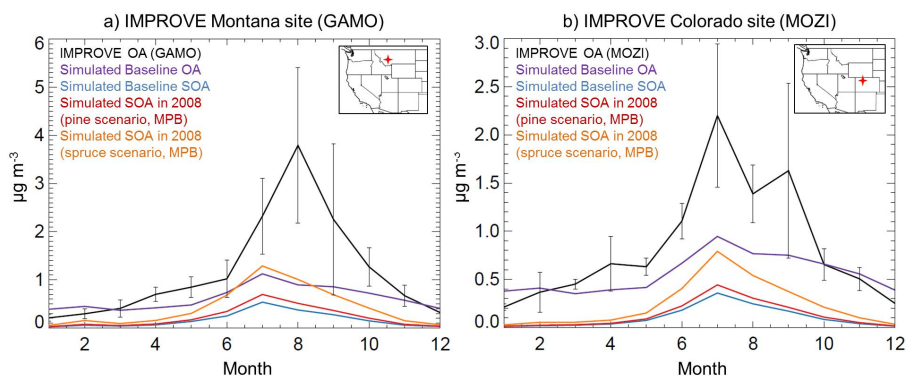 a) IMPROVE Montana site (GAMO)
IMPROVE OA (GAMO)
Simulated Baseline OA
Simulated Baseline SOA
Simulated SOA in 2008
(pine scenario, MPB)
Simulated SOA in 2008
(spruce scenario, MPB)
6
5
4
3
2
1
0
µg m-3
2 4 6 8 10 12
Month
b) IMPROVE Colorado site (MOZI)
IMPROVE OA (MOZI)
Simulated Baseline OA
Simulated Baseline SOA
Simulated SOA in 2008
(pine scenario, MPB)
Simulated SOA in 2008
(spruce scenario, MPB)
3.0
2.5
2.0
1.5
1.0
0.5
0.0
µg m-3
2 4 6 8 10 12
Month